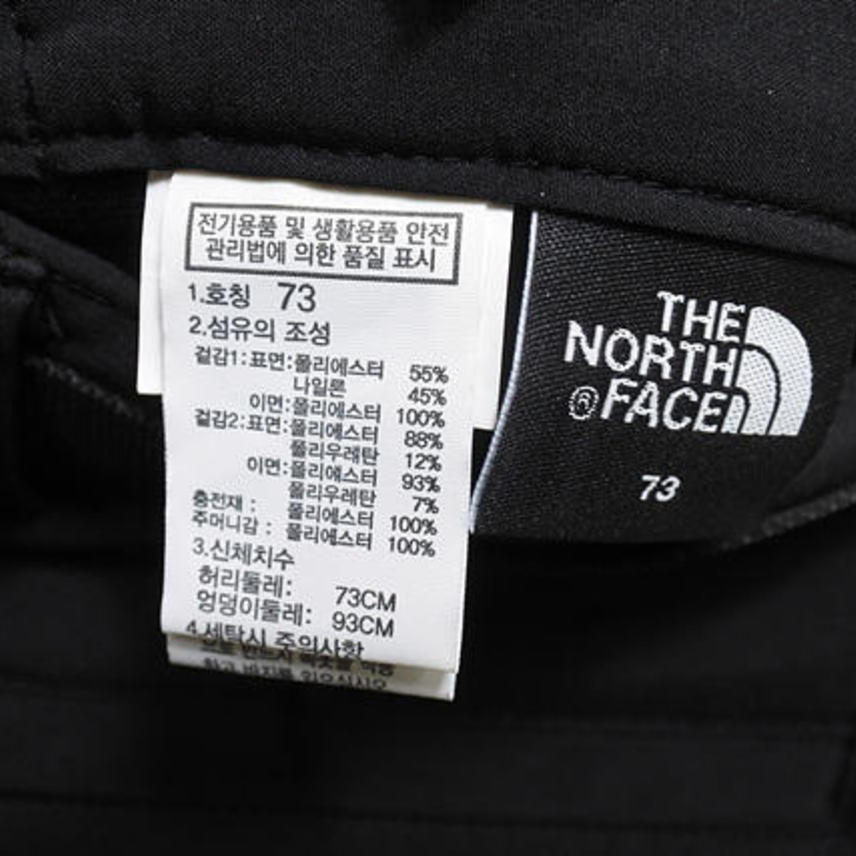 전기용품 및 생활용품 안전
관리법에 의한 품질 표시
1.호칭 73
2.섬유의 조성
겉감1:표면:폴리에스터 55%
나일론 45%
이면:폴리에스터 100%
겉감2:표면:폴리에스터 88%
폴리우레탄 12%
이면:폴리에스터 93%
폴리우레탄 7%
충전재 : 폴리에스터 100%
주머니감 : 폴리에스터 100%
3.신체치수
허리둘레: 73CM
엉덩이둘레: 93CM
4.세탁시 주의사항
THE
NORTH
® FACE
73